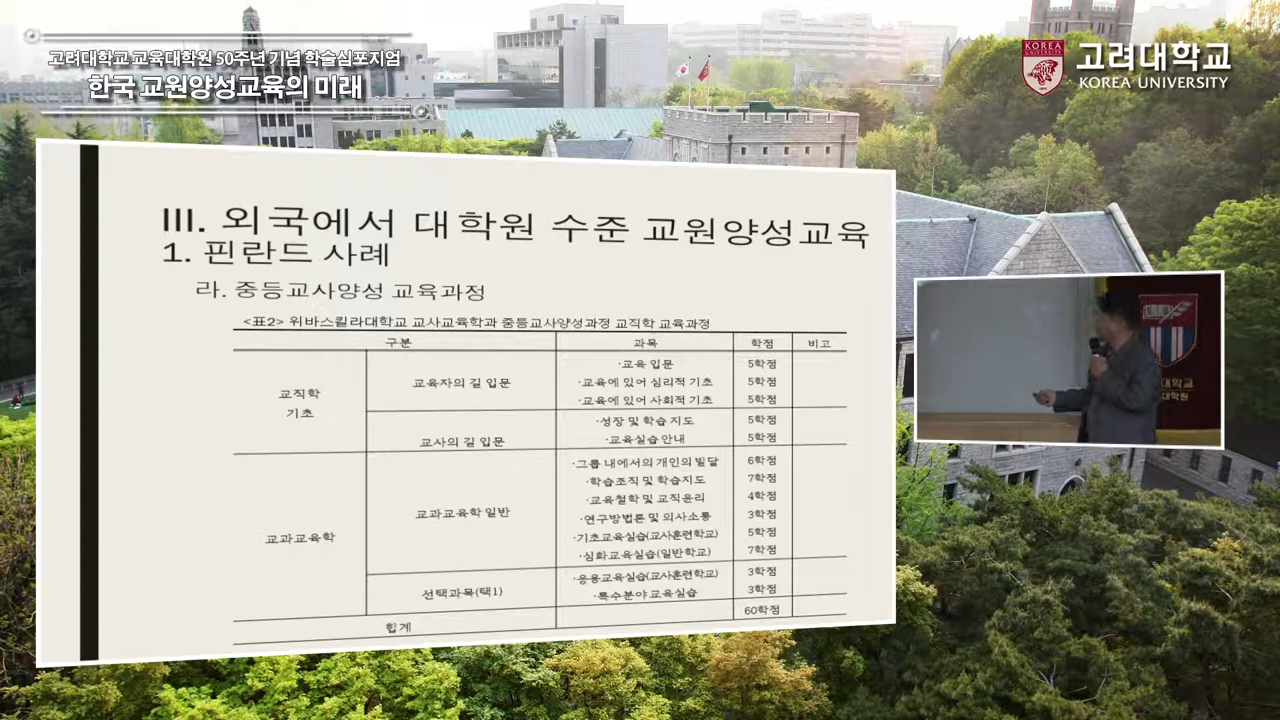 고려대학교 교육대학원 50주년 기념 학술심포지엄
한국 교원양성교육의 미래
KOREA
고려대학교
KOREA UNIVERSITY
III. 외국에서 대학원 수준 교원양성교육
1. 핀란드 사례
라. 중등교사양성 교육과정
<표2> 위바스킬라대학교 교사교육학과 중등교사양성과정 교직학 교육과정
구분 과목 학점 비고
교직학 기초
교육자의 길 입문
·교육 입문 5학점
·교육에 있어 심리적 기초 5학점
·교육에 있어 사회적 기초 5학점
교사의 길 입문
·성장 및 학습 지도 5학점
·교육실습 안내 5학점
교과교육학
교과교육학 일반
·그룹 내에서의 개인의 발달 6학점
·학습조직 및 학습지도 7학점
·교육철학 및 교직윤리 4학점
·연구방법론 및 의사소통 3학점
·기초교육실습(교사훈련학교) 5학점
·심화교육실습(일반학교) 7학점
선택과목(택1)
·응용교육실습(교사훈련학교) 3학점
·특수분야 교육실습 3학점
합계 60학점
대학교
대학원